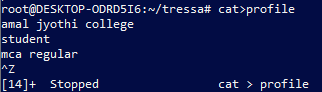 root@DESKTOP-ODRD5I6:~/tressa# cat>profile
amal jyothi college
student
mca regular
^Z
[14]+  Stopped                 cat > profile